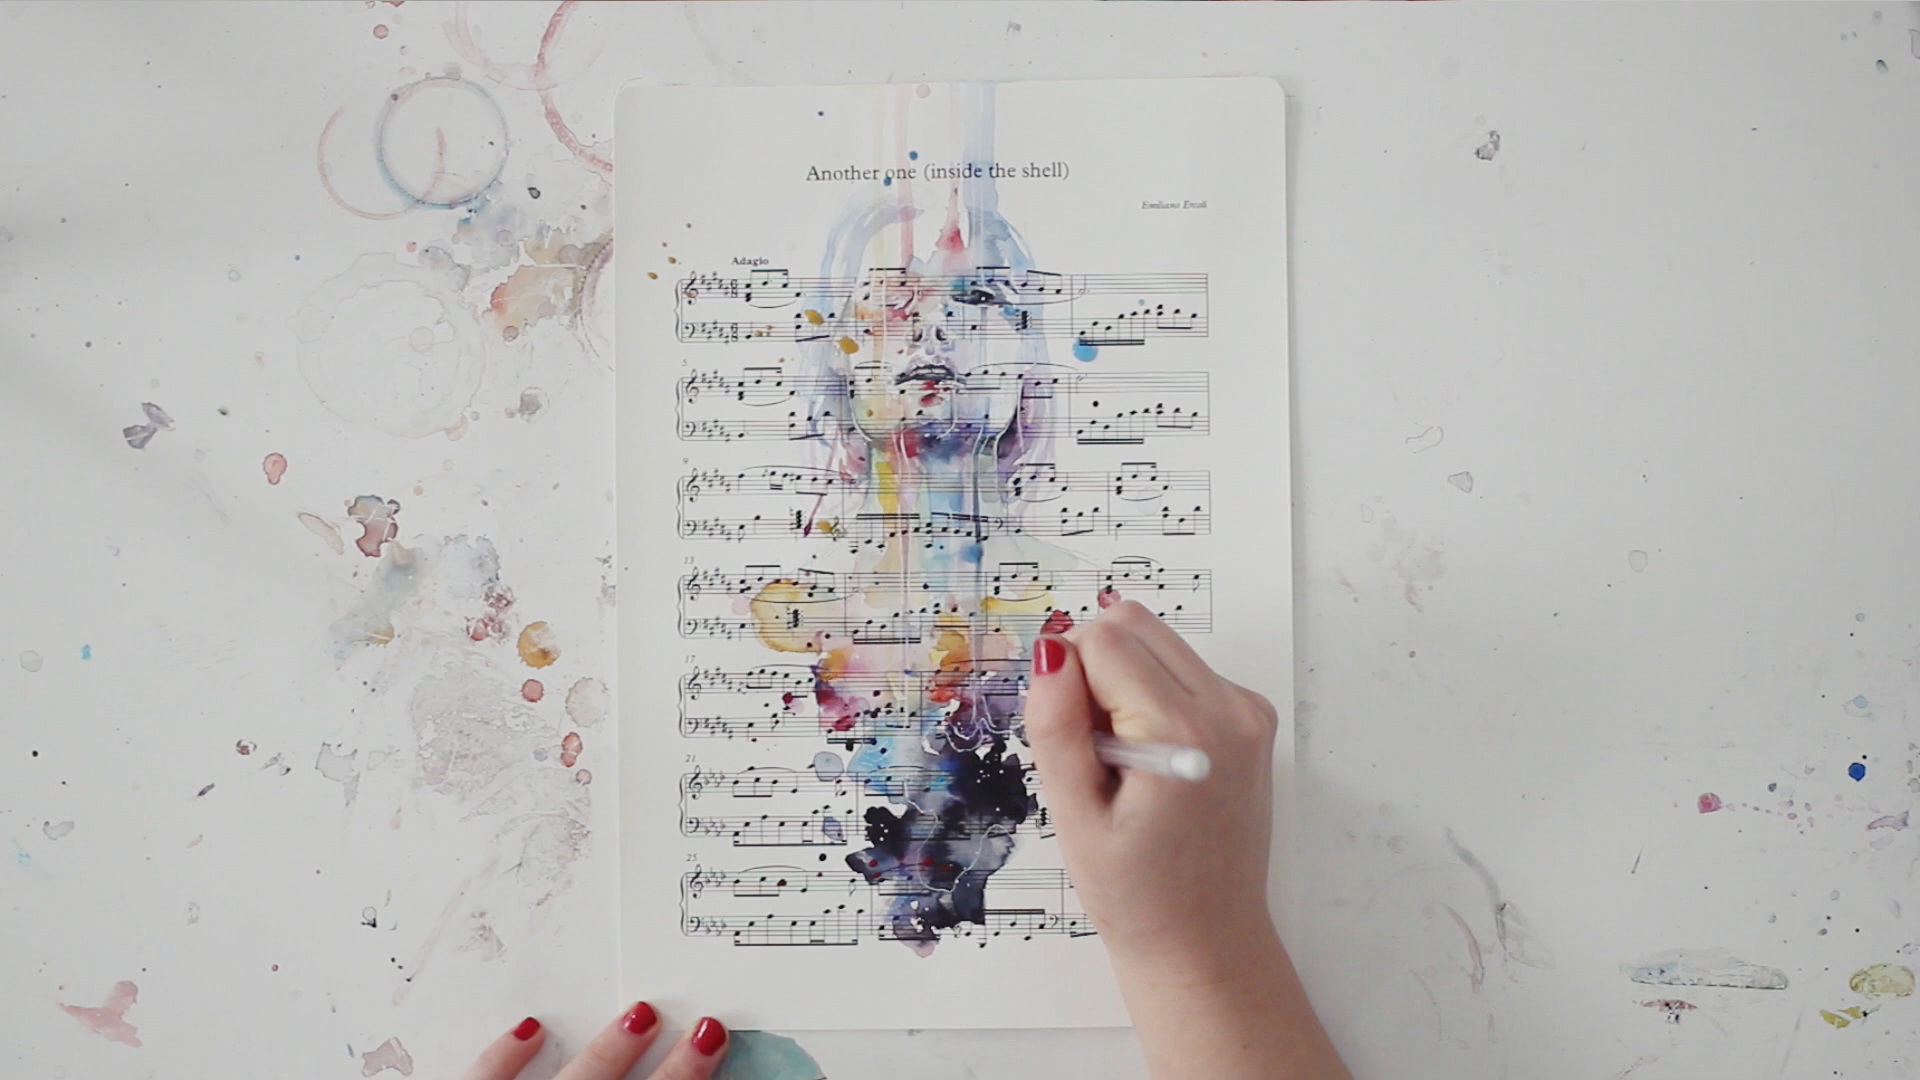 Another one (inside the shell)
Emiliano Ercoli
Adagio
5
9
13
17
21
25